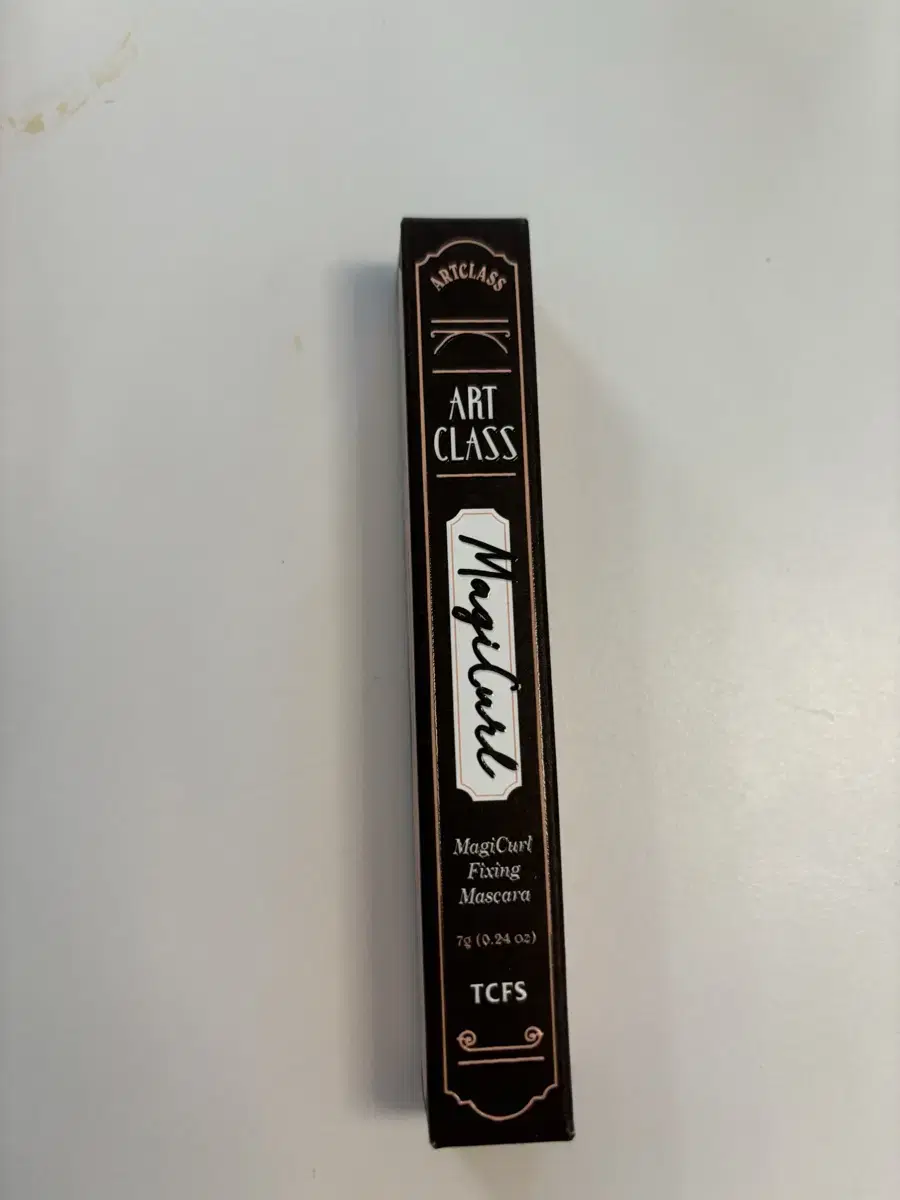 ARTCLASS
ART
CLASS
MagiCurl
MagiCurl
Fixing
Mascara
7g (0.24 oz)
TCFS